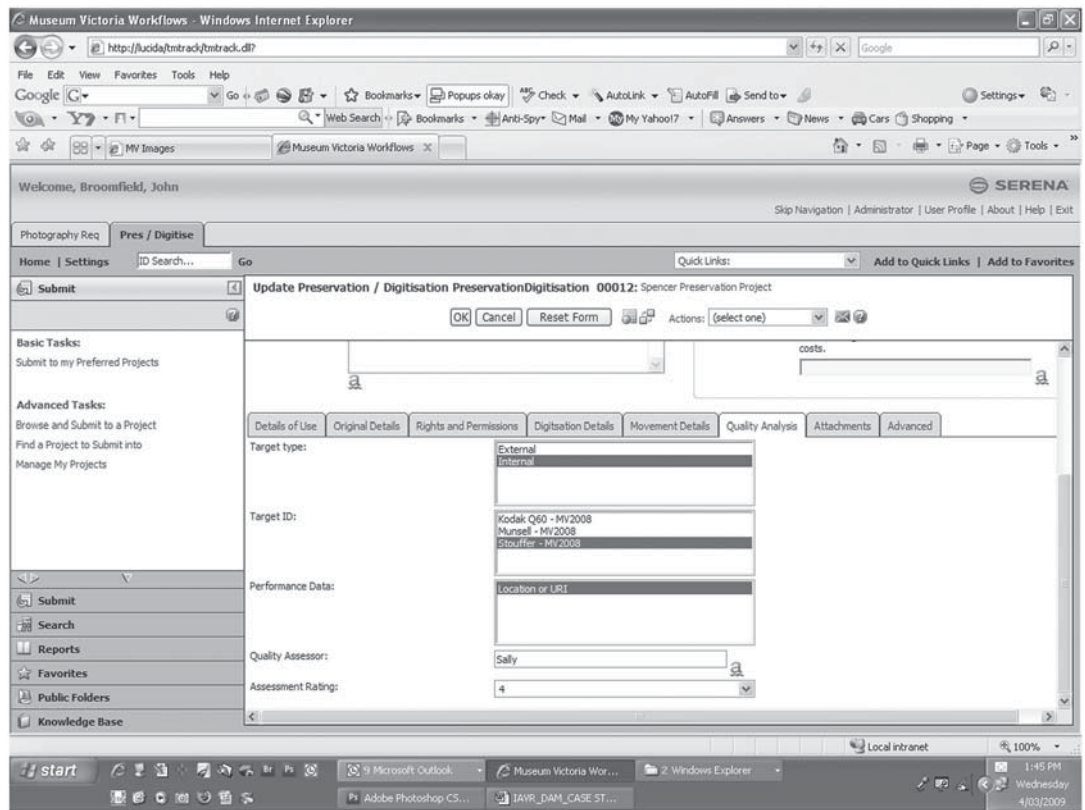 Museum Victoria Workflows - Windows Internet Explorer
http://lucida/tmtrack/tmtrack.dll?
Google
File Edit View Favorites Tools Help
Google G Go Bookmarks Popups okay Check AutoLink AutoFill Send to Settings
Web Search Bookmarks Anti-Spy Mail My Yahoo!7 Answers News Cars Shopping
MV Images Museum Victoria Workflows Page Tools
Welcome, Broomfield, John SERENA
Skip Navigation | Administrator | User Profile | About | Help | Exit
Photography Req Pres / Digitise
Home | Settings ID Search... Go Quick Links: Add to Quick Links | Add to Favorites
Submit
Update Preservation / Digitisation PreservationDigitisation 00012: Spencer Preservation Project
OK Cancel Reset Form Actions: (select one)
Basic Tasks:
Submit to my Preferred Projects
Advanced Tasks:
Browse and Submit to a Project
Find a Project to Submit into
Manage My Projects
costs.
a
a
Details of Use Original Details Rights and Permissions Digitsation Details Movement Details Quality Analysis Attachments Advanced
Target type:
External
Internal
Target ID:
Kodak Q60 - MV2008
Munsell - MV2008
Stouffer - MV2008
Performance Data:
Location or URI
Quality Assessor:
Sally
a
Assessment Rating:
4
Submit
Search
Reports
Favorites
Public Folders
Knowledge Base
Local intranet 100%
start 9 Microsoft Outlook Museum Victoria Wor... 2 Windows Explorer 1:45 PM
Wednesday
Adobe Photoshop CS... IAYR_DAM_CASE ST... 4/03/2009